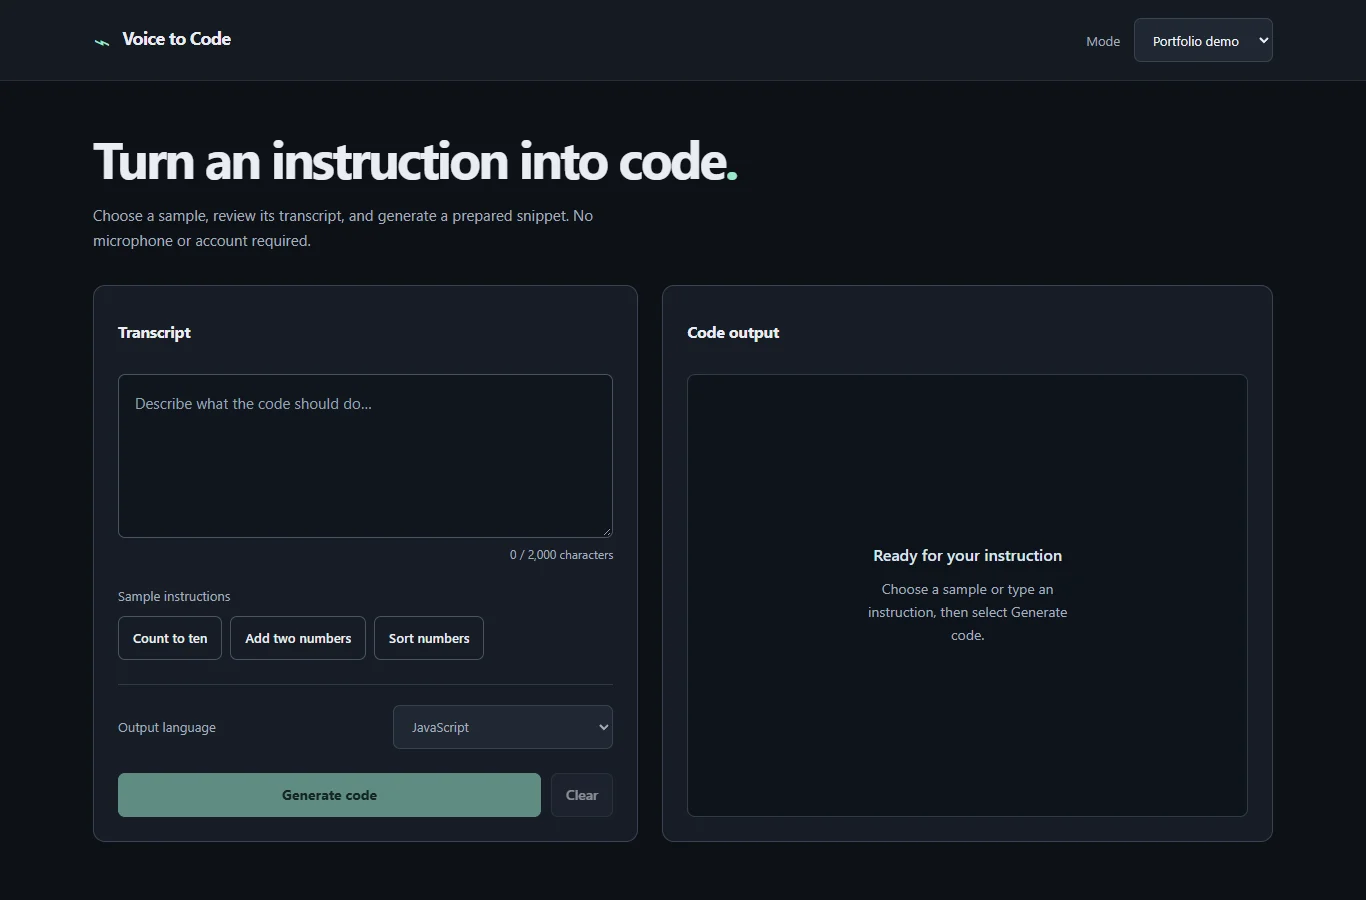 Voice to Code
Mode
Portfolio demo
Turn an instruction into code.
Choose a sample, review its transcript, and generate a prepared snippet. No
microphone or account required.
Transcript
Describe what the code should do...
0 / 2,000 characters
Sample instructions
Count to ten
Add two numbers
Sort numbers
Output language
JavaScript
Generate code
Clear
Code output
Ready for your instruction
Choose a sample or type an
instruction, then select Generate
code.